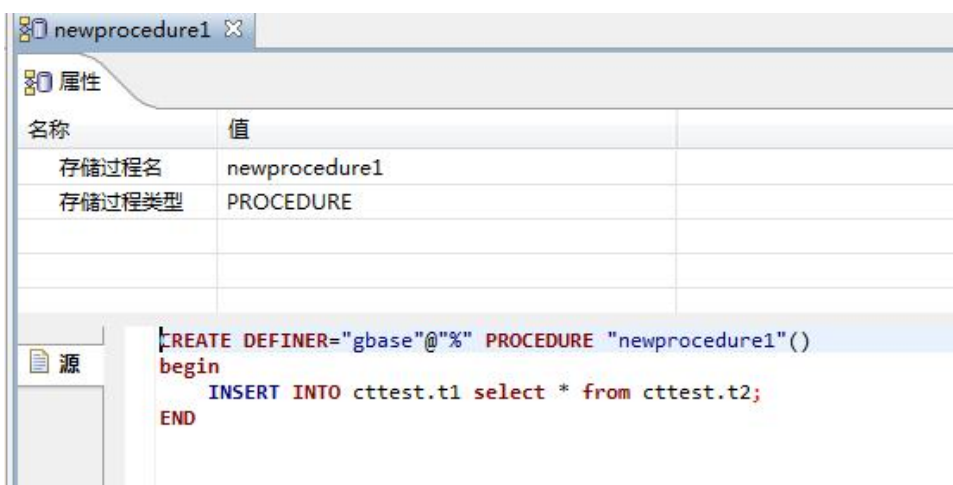 newprocedure1
属性
名称 值
存储过程名 newprocedure1
存储过程类型 PROCEDURE
源
CREATE DEFINER="gbase"@"%" PROCEDURE "newprocedure1"()
begin
INSERT INTO cttest.t1 select * from cttest.t2;
END